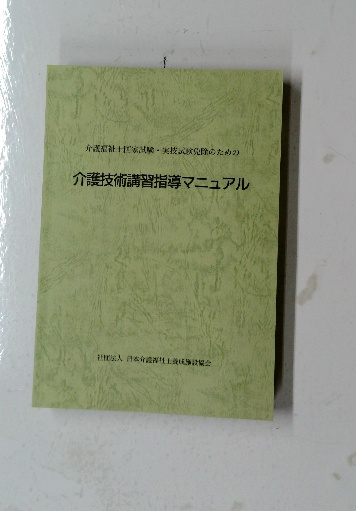 介護福祉士国家試験・実技試験免除のための
介護技術講習指導マニュアル
社団法人 日本介護福祉士養成施設協会